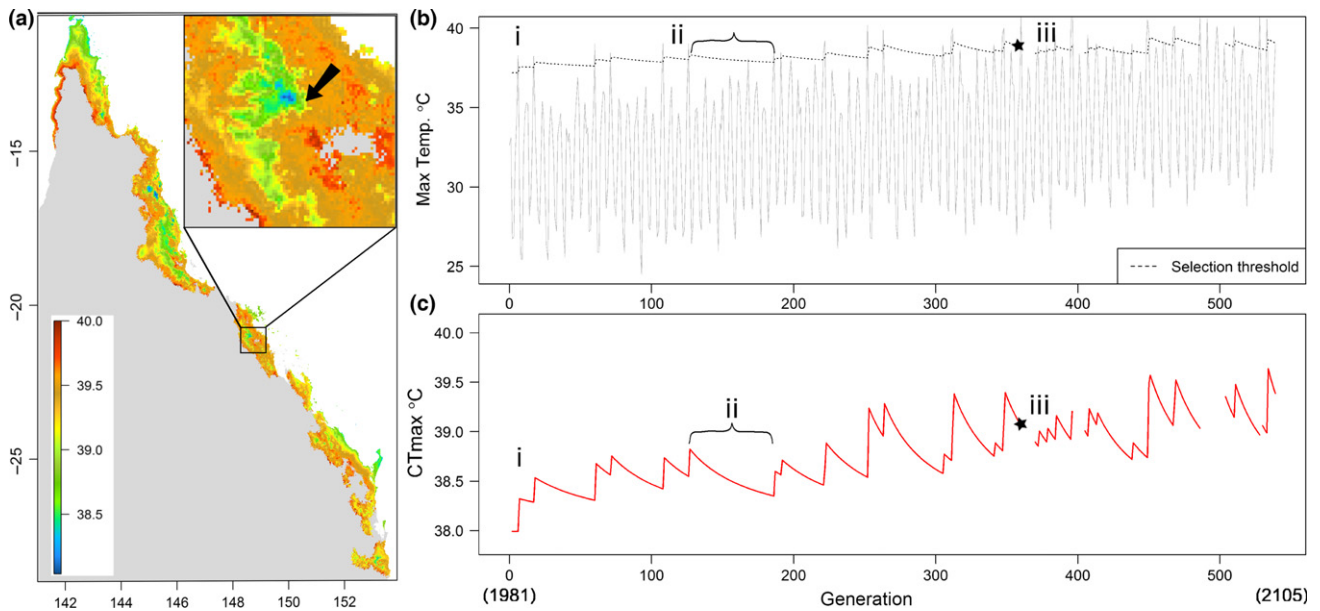 (a)
-15
-20
-25
40.0
39.5
39.0
38.5
142 144 146 148 150 152
(b)
i
ii
iii
Max Temp. °C
40
35
30
25
---- Selection threshold
0 100 200 300 400 500
(c)
i
ii
iii
CTmax °C
40.0
39.5
39.0
38.5
38.0
0 100 200 300 400 500
(1981) Generation (2105)